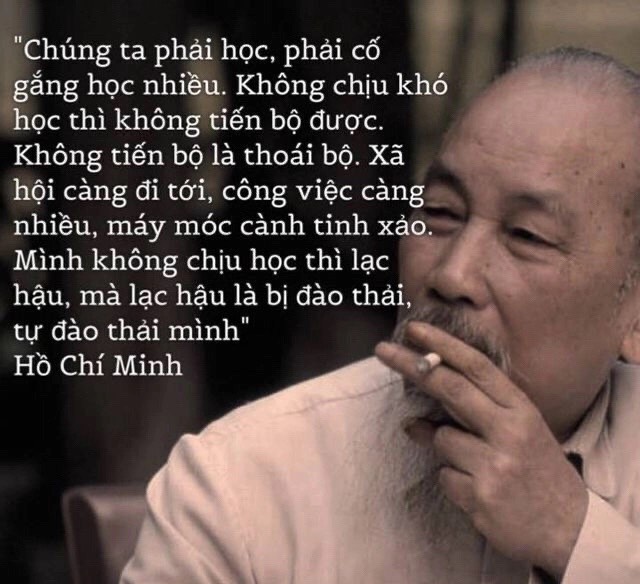 "Chúng ta phải học, phải cố
gắng học nhiều. Không chịu khó
học thì không tiến bộ được.
Không tiến bộ là thoái bộ. Xã
hội càng đi tới, công việc càng
nhiều, máy móc cành tinh xảo.
Mình không chịu học thì lạc
hậu, mà lạc hậu là bị đào thải,
tự đào thải mình"
Hồ Chí Minh